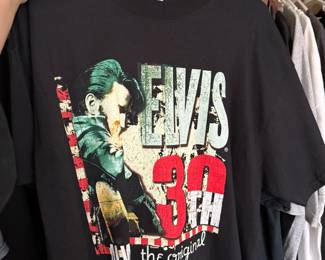 ELVIS
®
30TH
the original